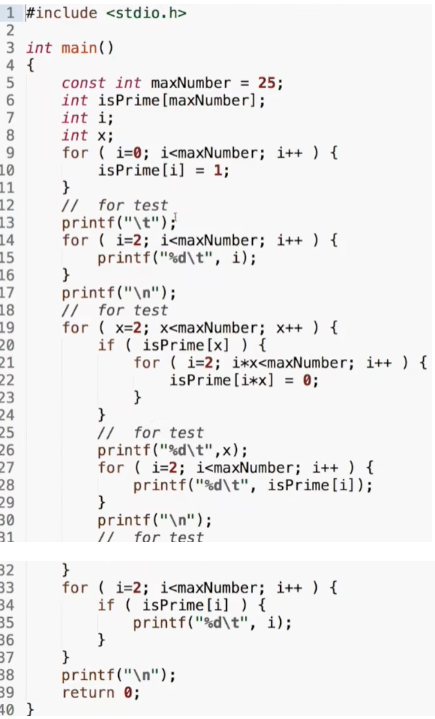 1 #include <stdio.h>
2
3 int main()
4 {
5     const int maxNumber = 25;
6     int isPrime[maxNumber];
7     int i;
8     int x;
9     for ( i=0; i<maxNumber; i++ ) {
10         isPrime[i] = 1;
11     }
12     //  for test
13     printf("\t");
14     for ( i=2; i<maxNumber; i++ ) {
15         printf("%d\t", i);
16     }
17     printf("\n");
18     //  for test
19     for ( x=2; x<maxNumber; x++ ) {
20         if ( isPrime[x] ) {
21             for ( i=2; i*x<maxNumber; i++ ) {
22                 isPrime[i*x] = 0;
23             }
24         }
25         //  for test
26         printf("%d\t",x);
27         for ( i=2; i<maxNumber; i++ ) {
28             printf("%d\t", isPrime[i]);
29         }
30         printf("\n");
31         //  for test
32     }
33     for ( i=2; i<maxNumber; i++ ) {
34         if ( isPrime[i] ) {
35             printf("%d\t", i);
36         }
37     }
38     printf("\n");
39     return 0;
40 }